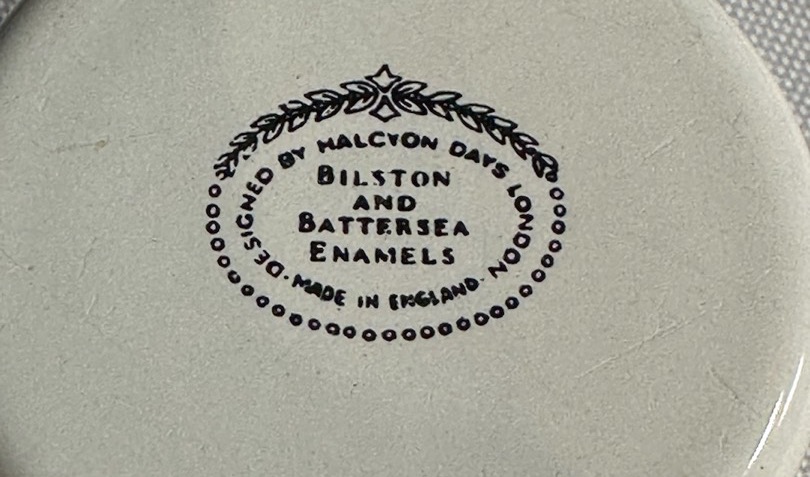 DESIGNED BY HALCYON DAYS LONDON
BILSTON
AND
BATTERSEA
ENAMELS
· MADE IN ENGLAND ·